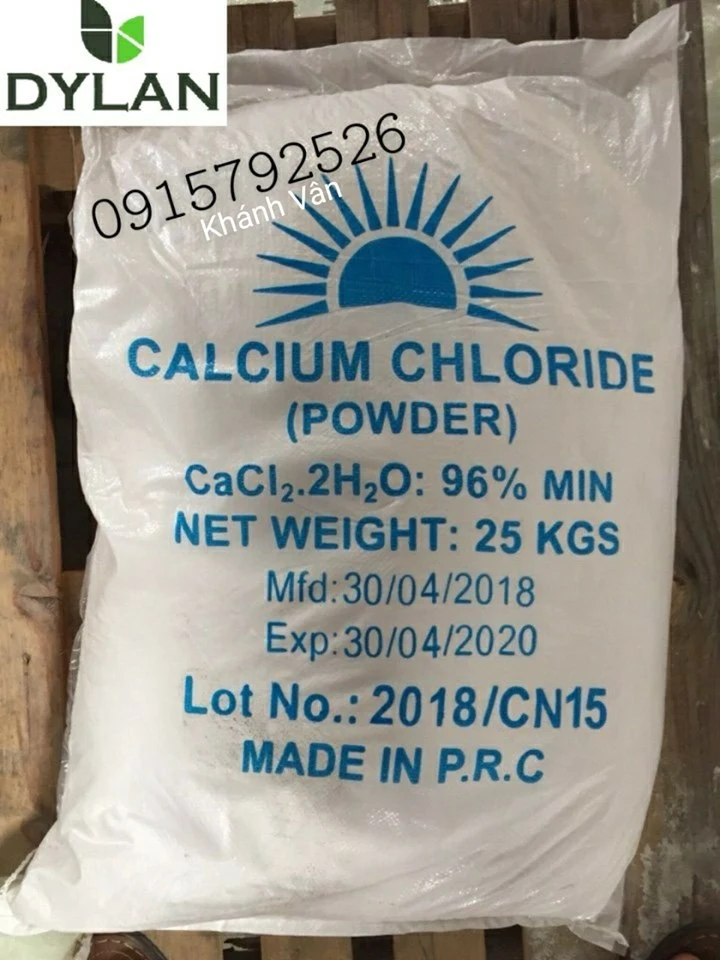 DYLAN
0915792526
Khánh Vân
CALCIUM CHLORIDE
(POWDER)
CaCl₂.2H₂O: 96% MIN
NET WEIGHT: 25 KGS
Mfd:30/04/2018
Exp:30/04/2020
Lot No.: 2018/CN15
MADE IN P.R.C